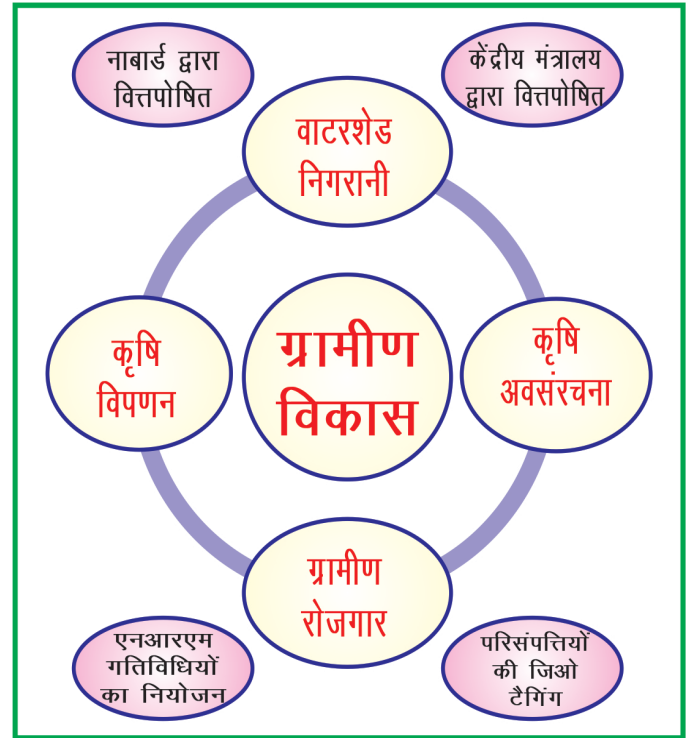 नाबार्ड द्वारा
वित्तपोषित
केंद्रीय मंत्रालय
द्वारा वित्तपोषित
वाटरशेड
निगरानी
कृषि
विपणन
ग्रामीण
विकास
कृषि
अवसंरचना
ग्रामीण
रोजगार
एनआरएम
गतिविधियों
का नियोजन
परिसंपत्तियों
की जिओ
टैगिंग